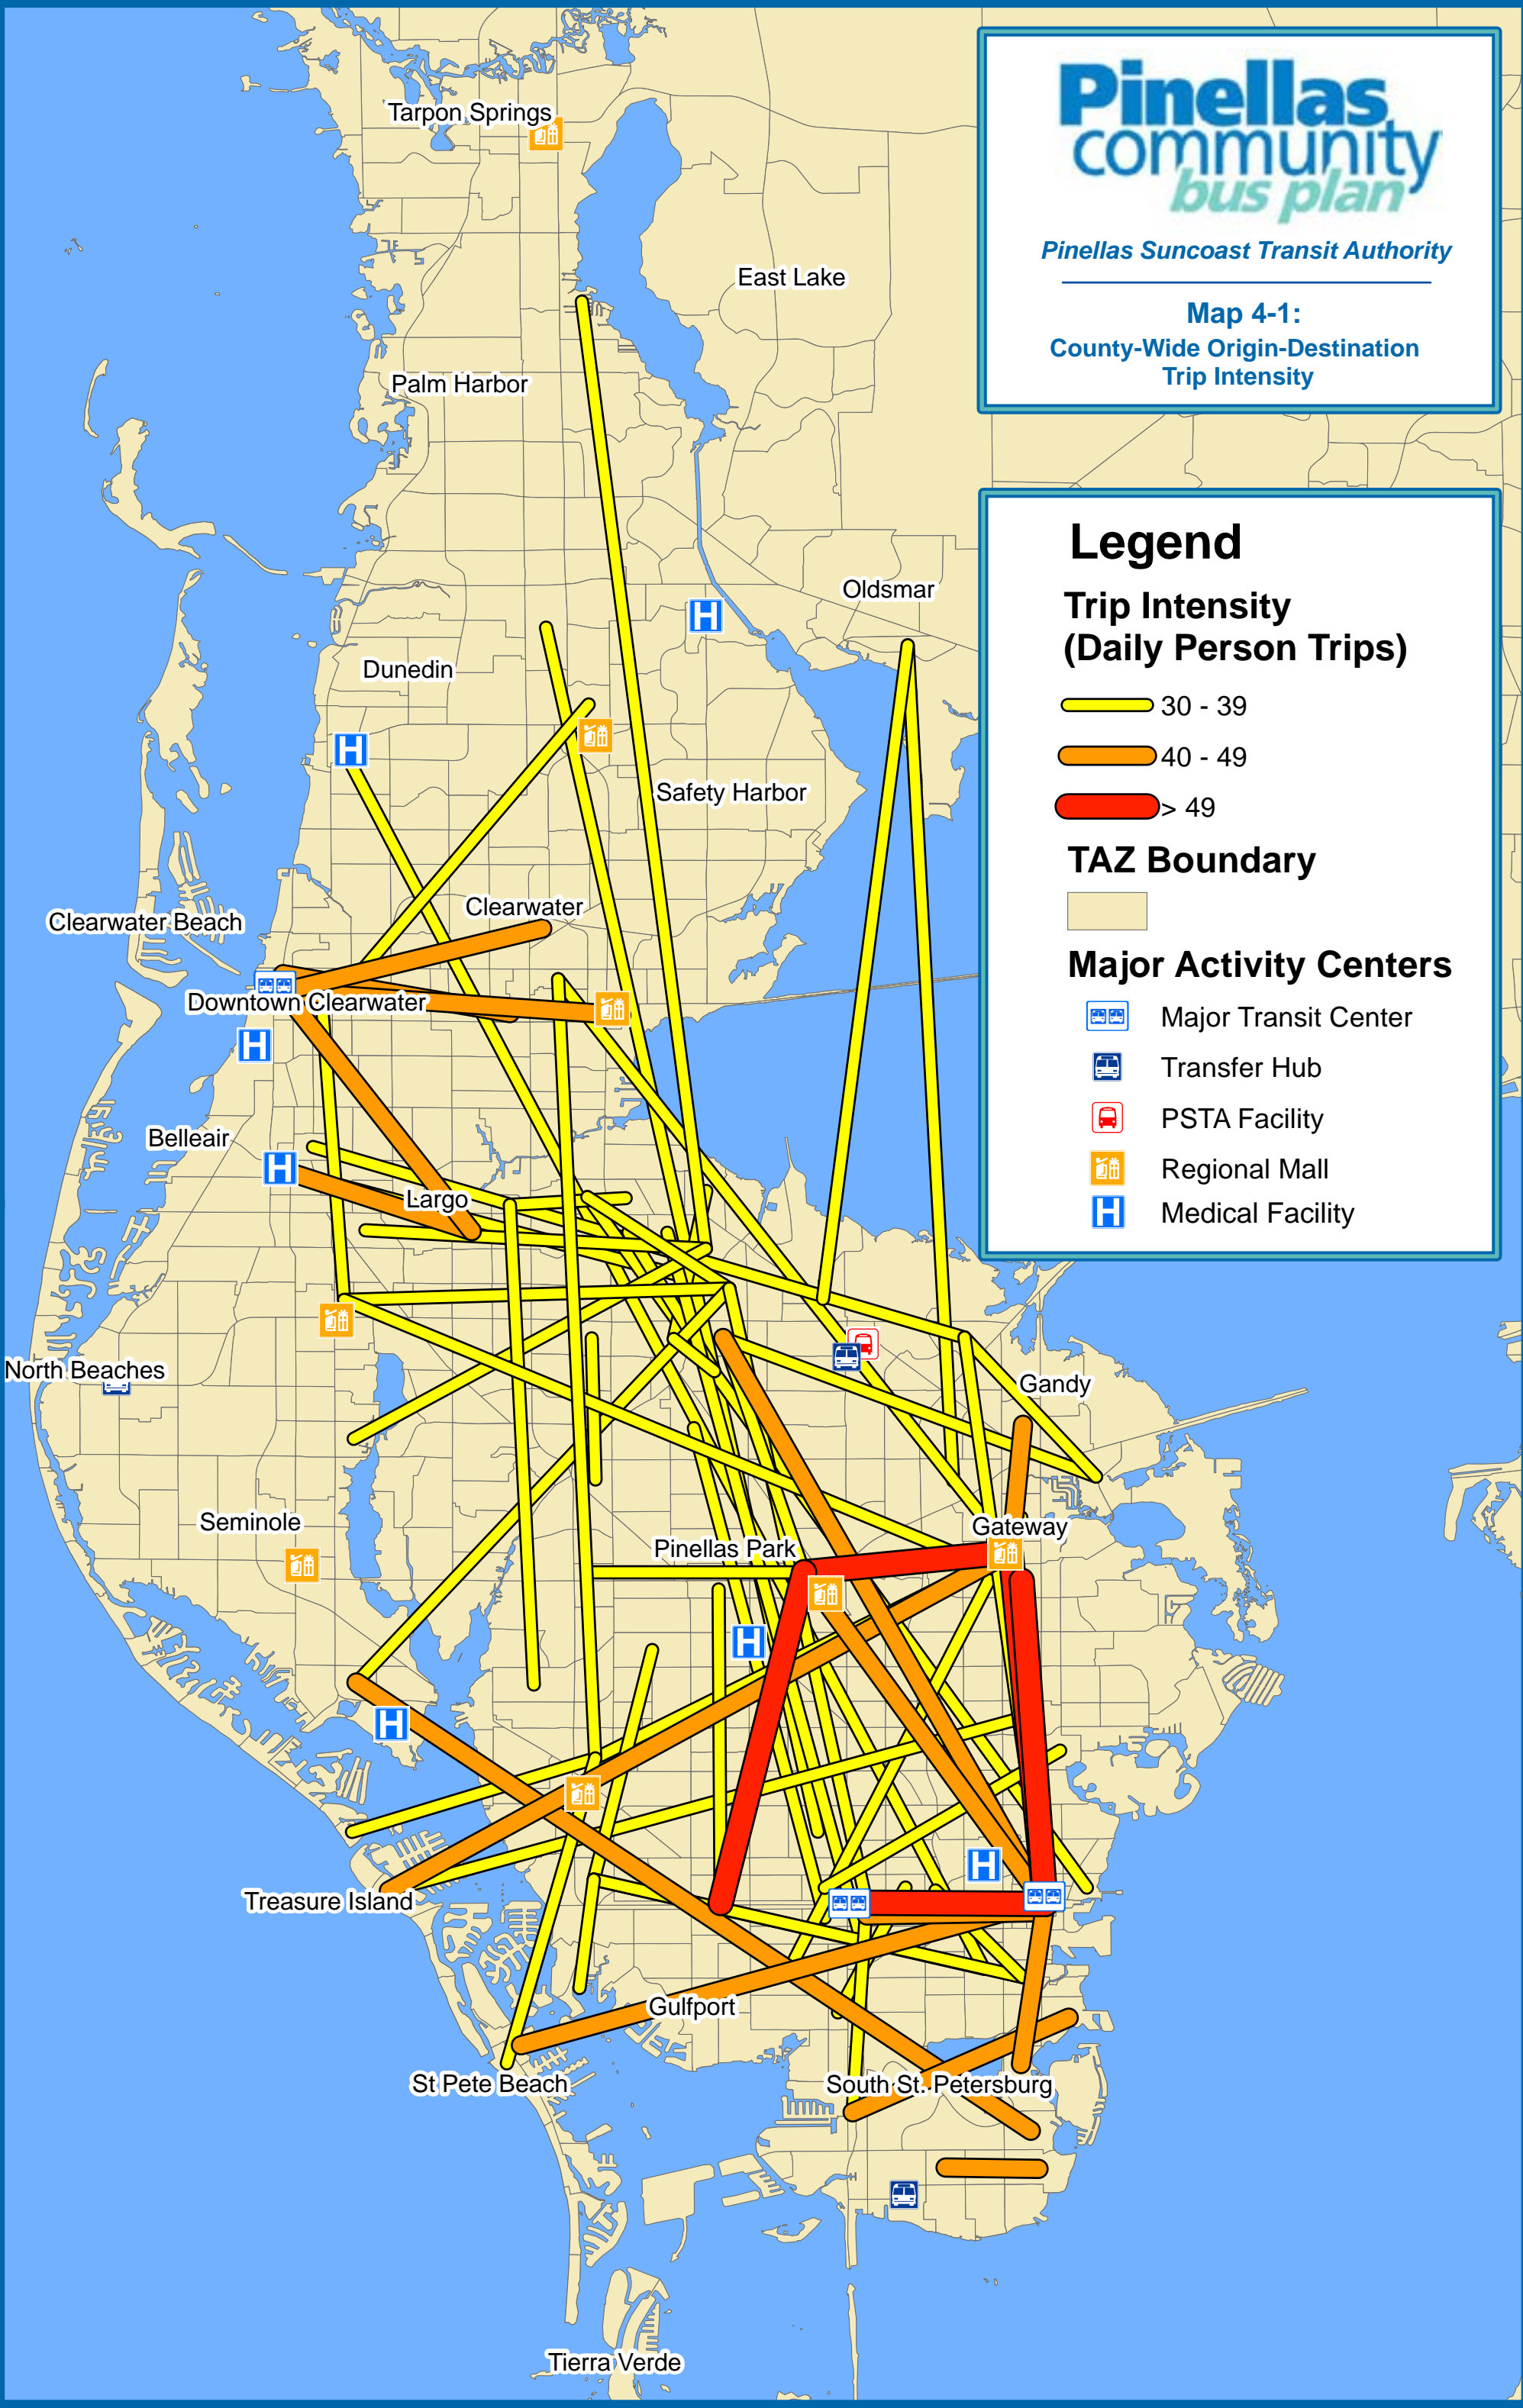 Pinellas
community
bus plan
Pinellas Suncoast Transit Authority
Map 4-1:
County-Wide Origin-Destination
Trip Intensity
Legend
Trip Intensity
(Daily Person Trips)
30 - 39
40 - 49
> 49
TAZ Boundary
Major Activity Centers
Major Transit Center
Transfer Hub
PSTA Facility
Regional Mall
H
Medical Facility
Tarpon Springs
East Lake
Palm Harbor
Oldsmar
H
Dunedin
H
Safety Harbor
Clearwater
Clearwater Beach
Downtown Clearwater
H
Belleair
H
Largo
North Beaches
Gandy
Seminole
Gateway
Pinellas Park
H
H
H
Treasure Island
Gulfport
St Pete Beach
South St. Petersburg
Tierra Verde